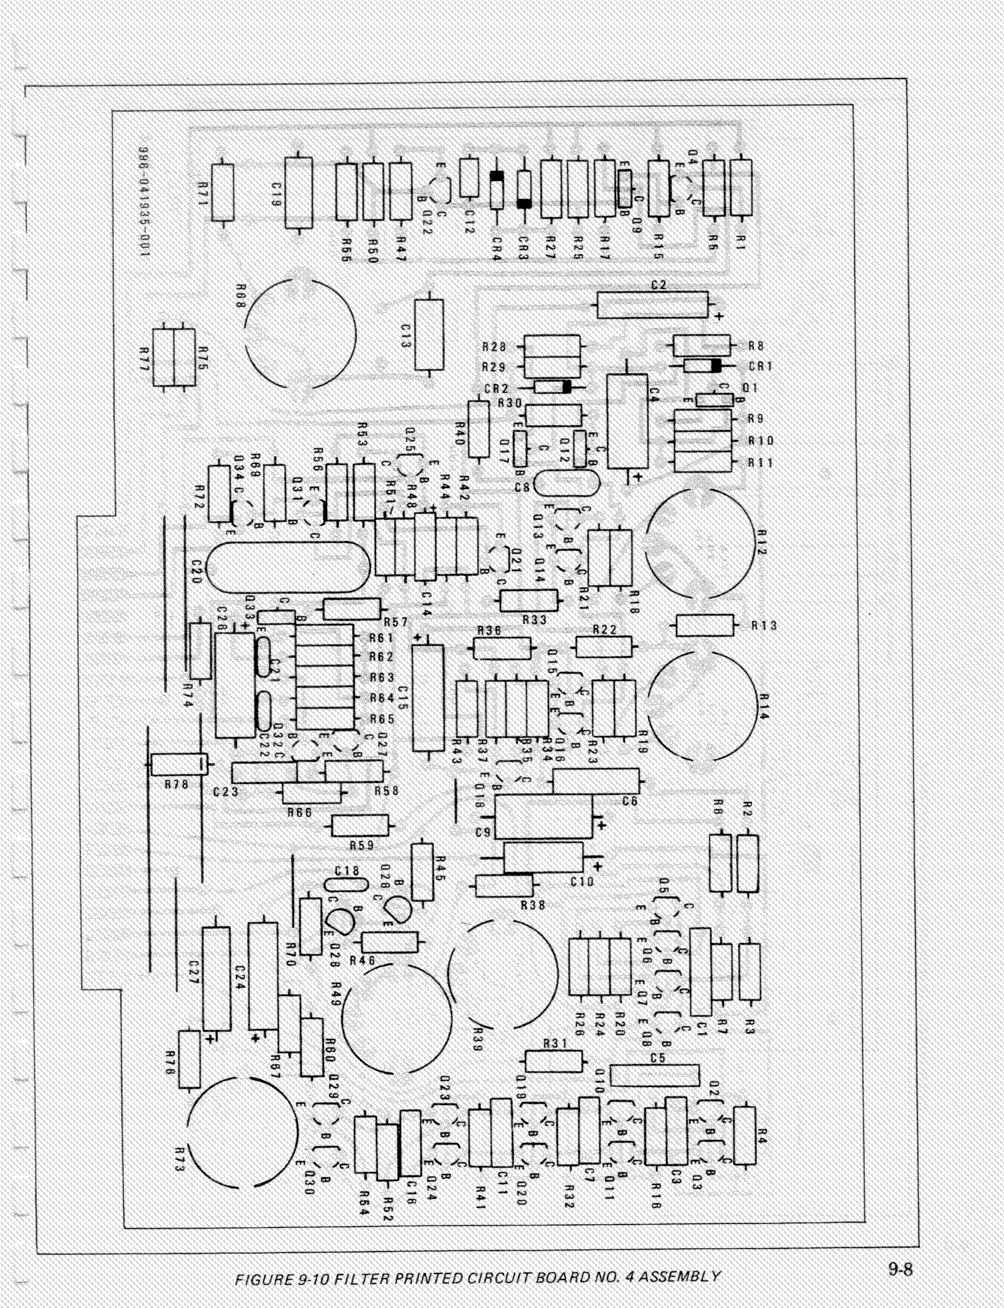 996-041935-001
R71
C19
R55
R50
R47
E
B
C
Q22
C12
CR4
CR3
R27
R25
R17
E
C
B
Q9
R15
Q4
E
C
B
R5
R1
R68
C13
C2
+
R77
R75
R28
R29
CR2
R30
R8
CR1
Q1
C
E
B
R9
R10
R11
C4
+
R40
E
Q17
C
B
Q12
E
C
B
C8
R53
Q25
C
E
B
R56
R69
Q34
C
Q31
E
R72
E
B
B
C
R51
R48
R44
+
R42
C14
Q21
E
B
C
E
Q13
B
C
E
Q14
B
C
R21
R18
R12
C20
R57
R33
R13
Q33
C
E
B
C26
+
C21
R61
R62
R63
R64
R65
C15
+
R36
R22
R74
C22
Q32
C
E
B
E
B
C
Q27
R43
R37
R35
R34
Q15
C
E
B
C
E
B
Q16
R23
R19
R14
R78
C23
R66
R58
R59
E
C
B
Q18
C6
C9
+
C10
+
R38
R6
R2
R45
C18
Q26
B
C
E
B
C
E
Q28
R70
R46
C27
+
C24
+
R49
R39
R26
R24
R20
Q5
E
C
B
E
Q6
C
B
E
Q7
C
B
E
Q8
C
B
C1
R7
R3
R76
R67
R60
R31
C5
R73
Q29
E
C
B
E
C
B
Q30
R54
R52
C16
Q23
E
C
B
E
C
B
Q24
R41
C11
Q19
E
C
B
E
C
B
Q20
R32
C7
Q10
E
C
B
E
C
B
Q11
R16
C3
Q2
E
C
B
E
C
B
Q3
R4
FIGURE 9-10 FILTER PRINTED CIRCUIT BOARD NO. 4 ASSEMBLY
9-8